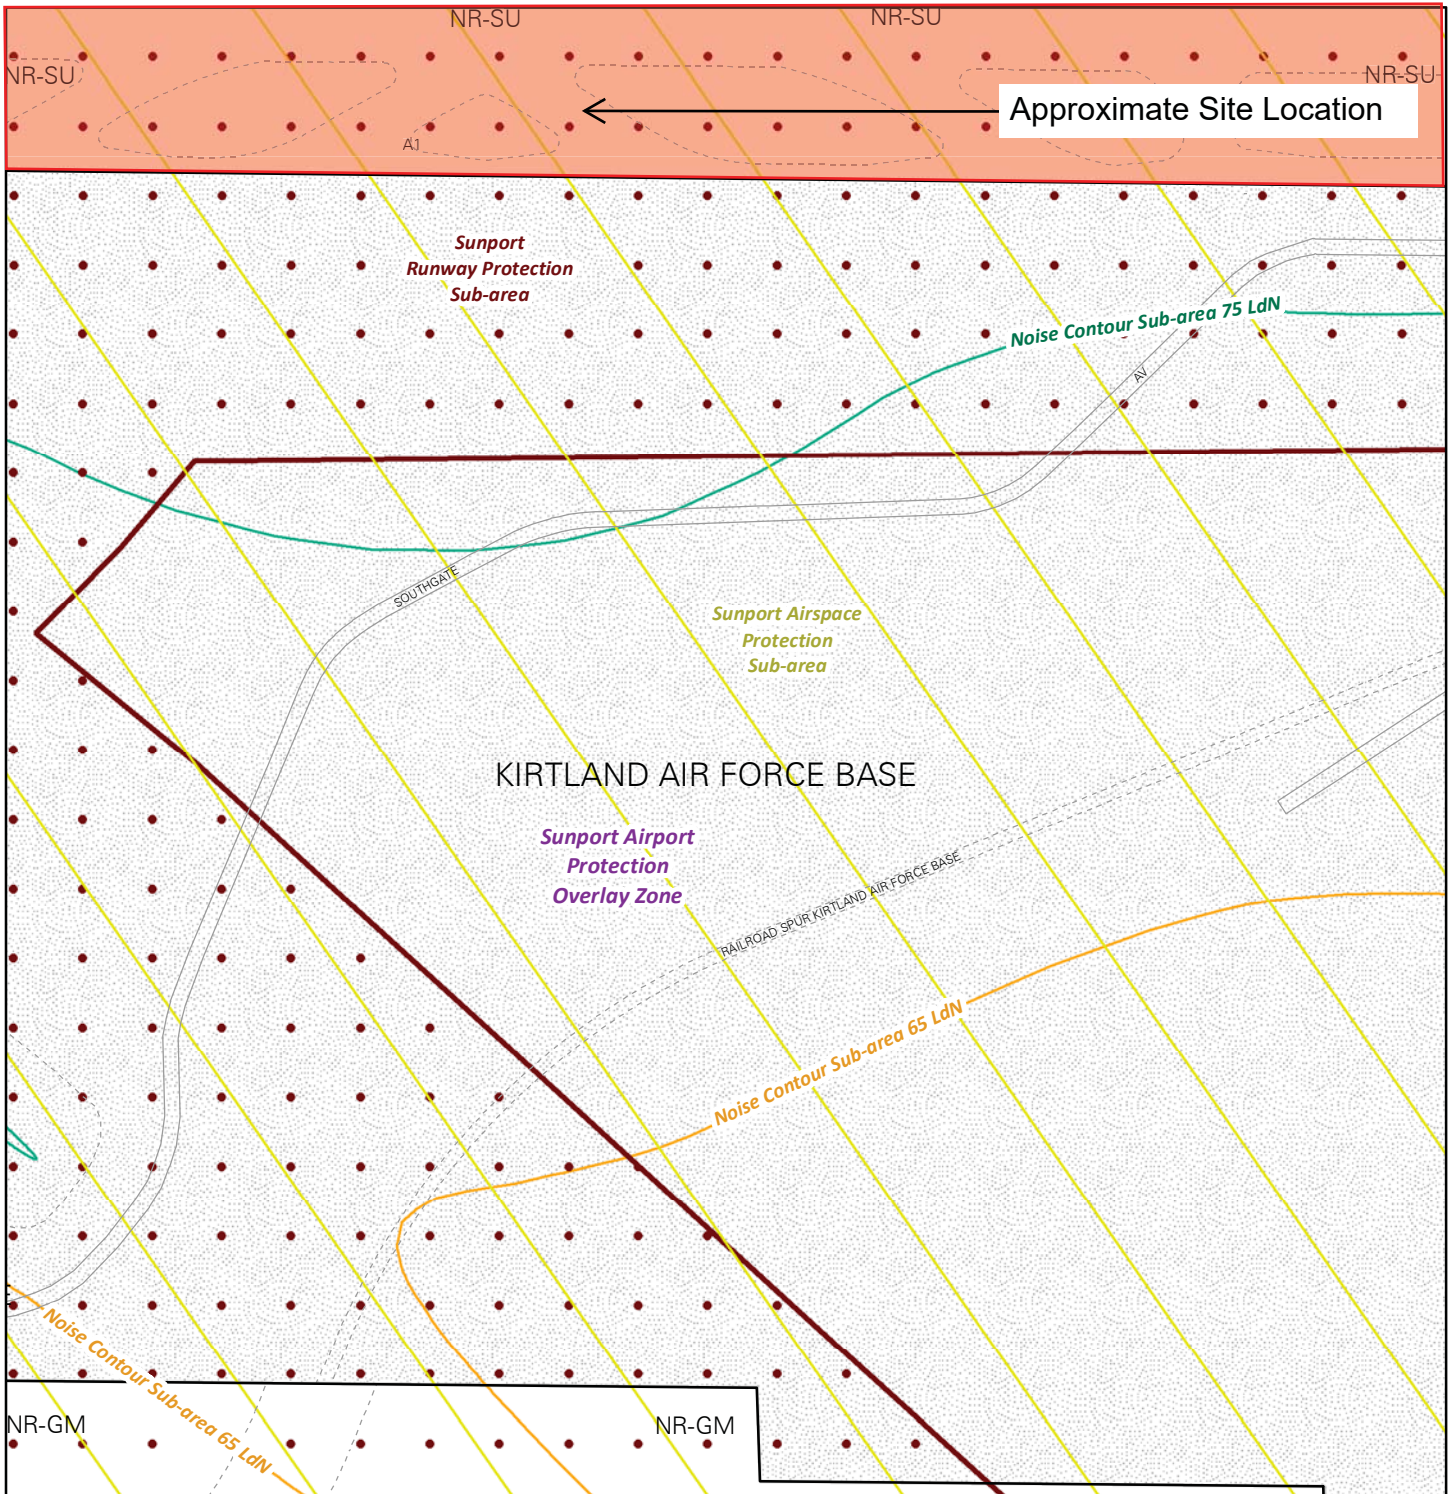 NR-SU
NR-SU
NR-SU
NR-SU
Approximate Site Location
A1
Sunport
Runway Protection
Sub-area
Noise Contour Sub-area 75 LdN
AV
SOUTHGATE
Sunport Airspace
Protection
Sub-area
KIRTLAND AIR FORCE BASE
Sunport Airport
Protection
Overlay Zone
RAILROAD SPUR KIRTLAND AIR FORCE BASE
Noise Contour Sub-area 65 LdN
Noise Contour Sub-area 65 LdN
NR-GM
NR-GM